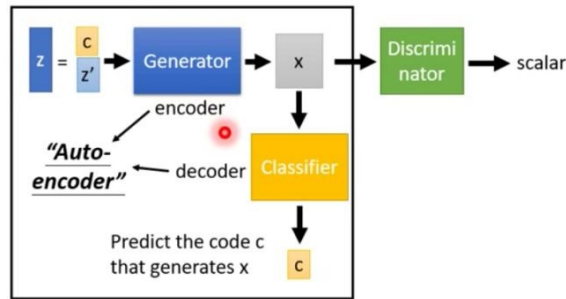 z = c z'
Generator
x
Discrimi
nator
scalar
encoder
"Auto-
encoder"
decoder
Classifier
Predict the code c
that generates x
c